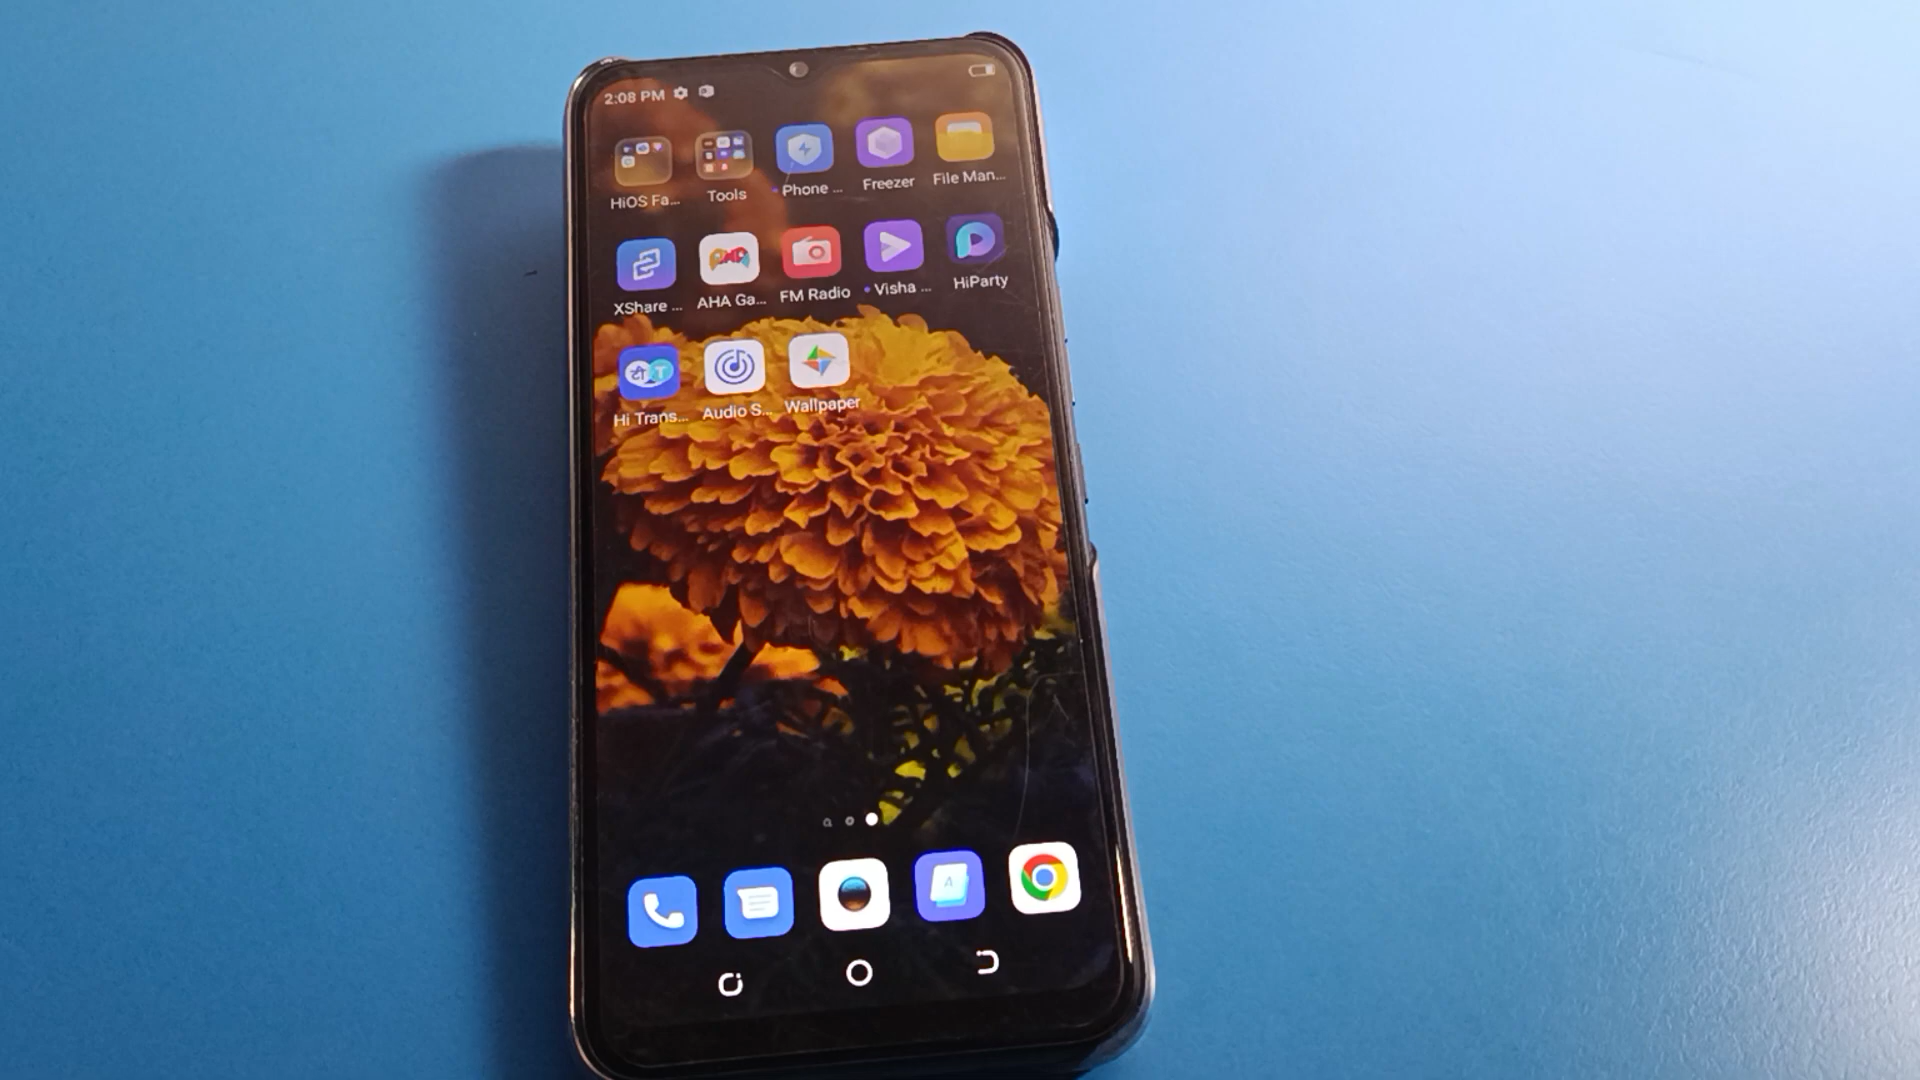 2:08 PM
HiOS Fa... Tools Phone ... Freezer File Man...
XShare ... AHA Ga... FM Radio Visha ... HiParty
Hi Trans... Audio S... Wallpaper